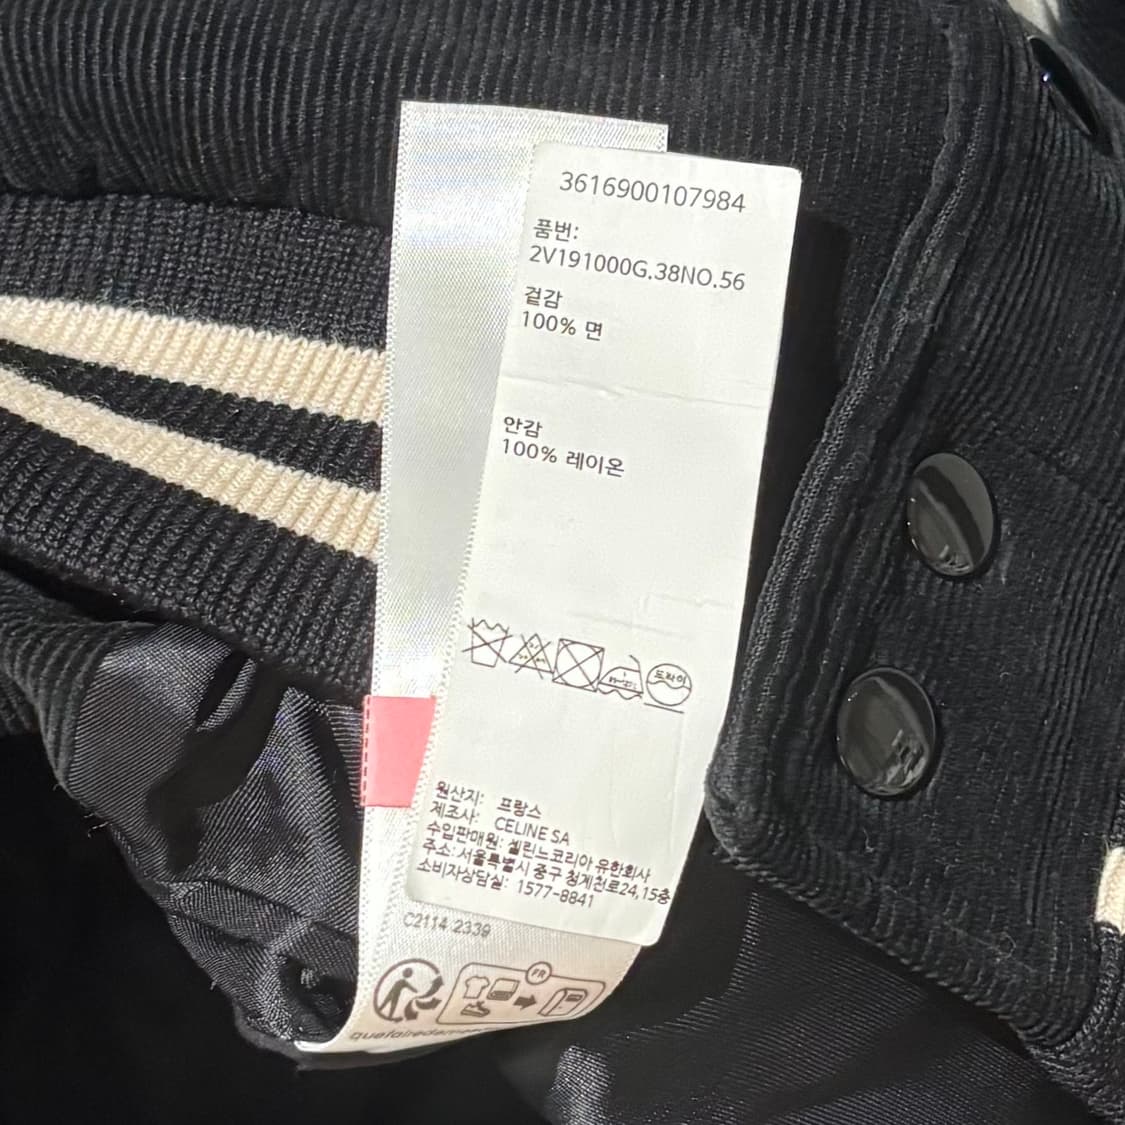 3616900107984
품번:
2V191000G.38NO.56
겉감
100% 면
안감
100% 레이온
드라이
원산지: 프랑스
제조사: CELINE SA
수입판매원: 셀린느코리아 유한회사
주소:서울특별시 중구 청계천로24,15층
소비자상담실: 1577-8841
C2114 2339
FR